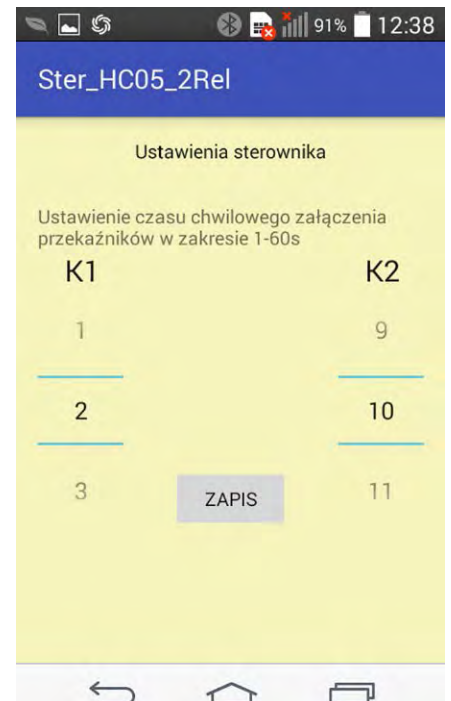 91% 12:38
Ster_HC05_2Rel
Ustawienia sterownika
Ustawienie czasu chwilowego załączenia
przekaźników w zakresie 1-60s
K1 K2
1 9
2 10
3 11
ZAPIS